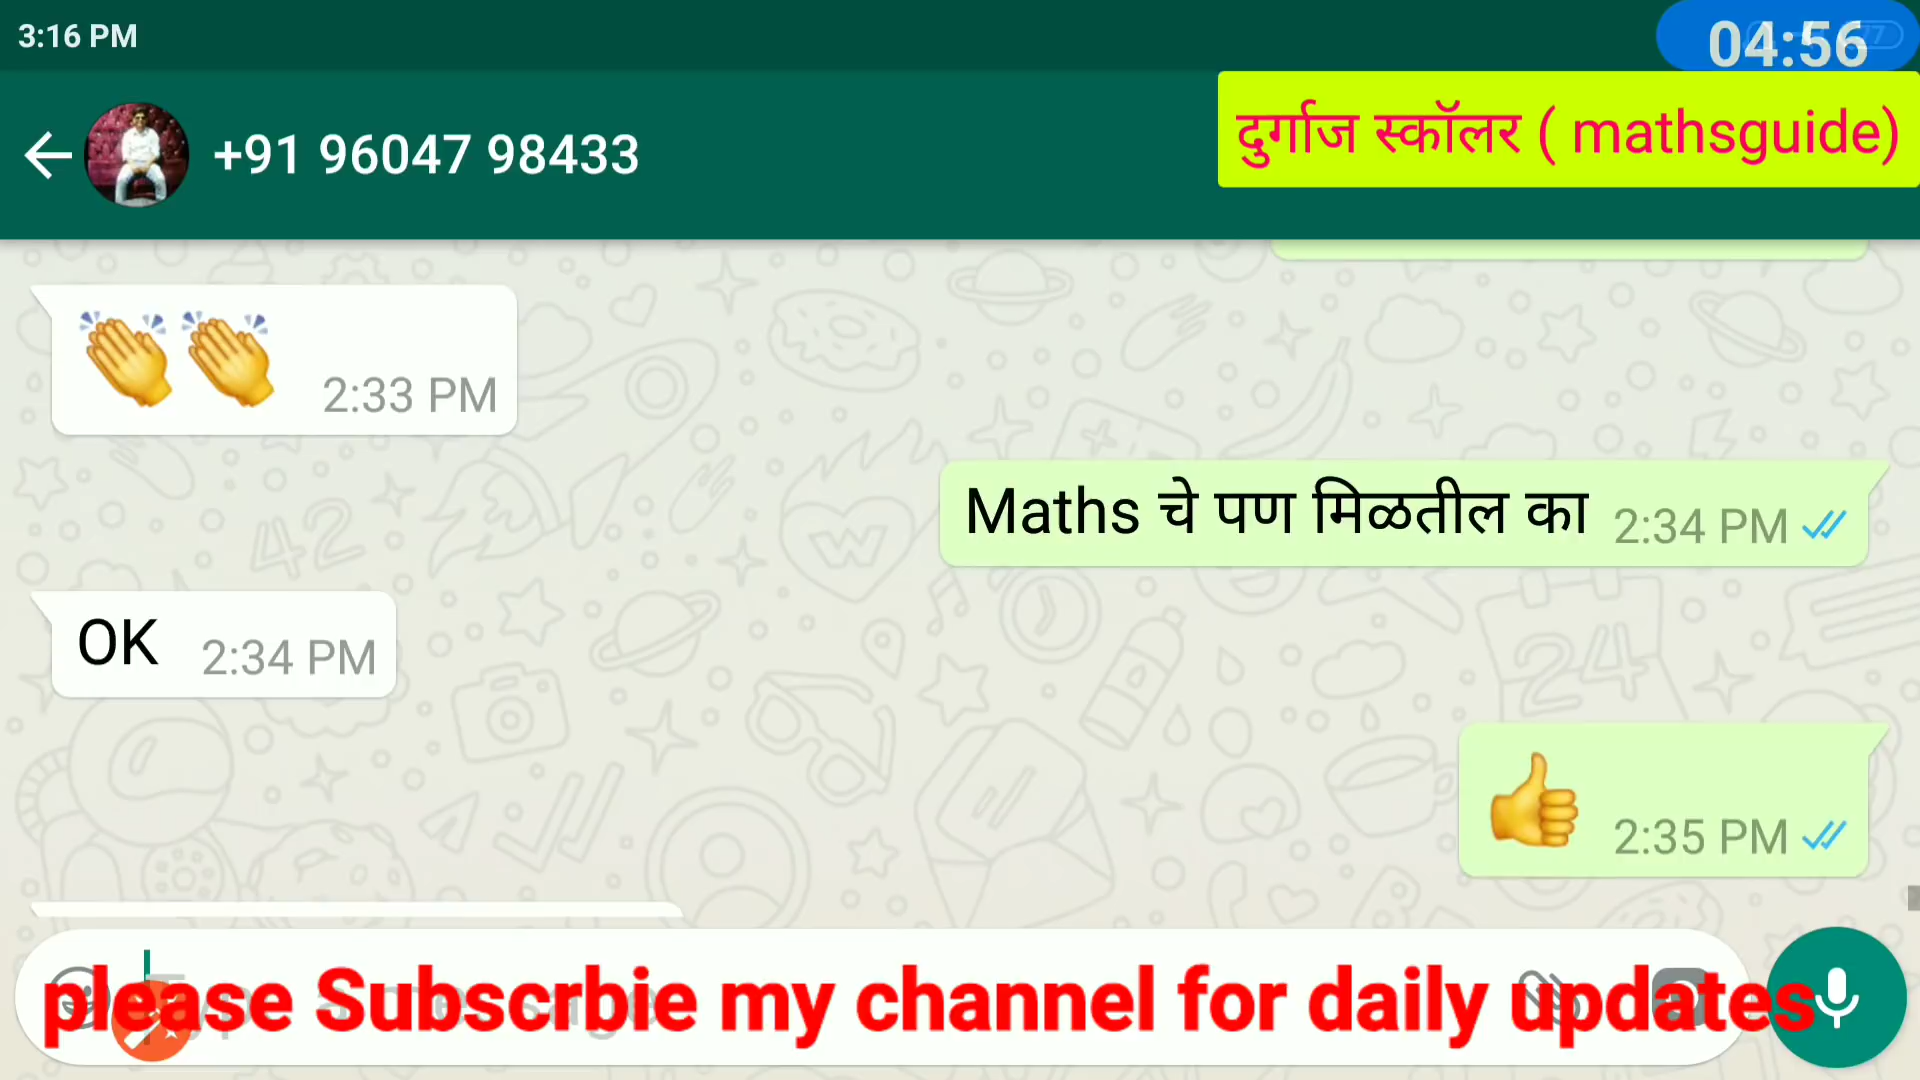 3:16 PM
04:56
+91 96047 98433
दुर्गाज स्कॉलर ( mathsguide)
👏👏 2:33 PM
Maths चे पण मिळतील का 2:34 PM
OK 2:34 PM
👍 2:35 PM
please Subscrbie my channel for daily updates